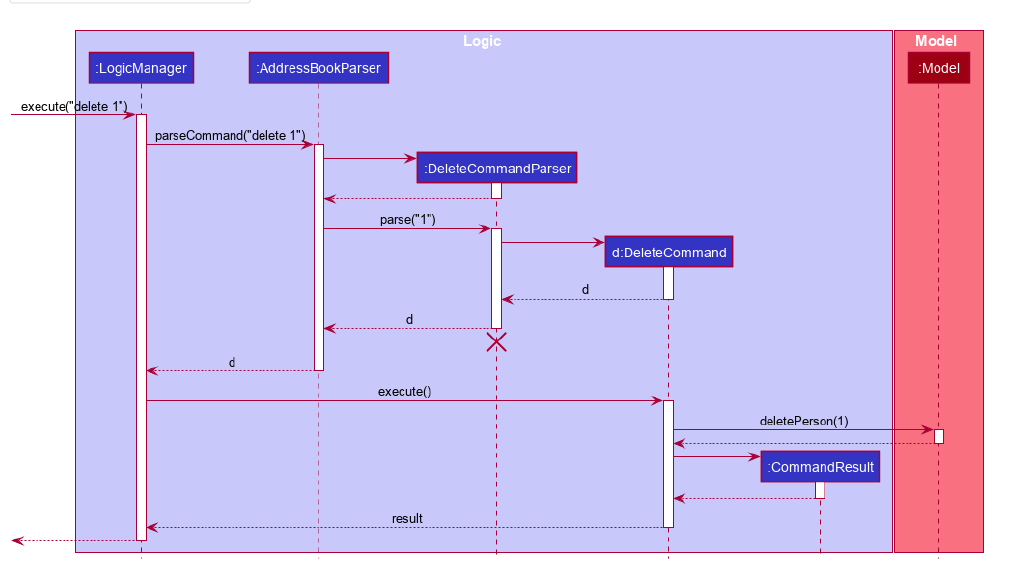 Logic
Model
:LogicManager
:AddressBookParser
:Model
execute("delete 1")
parseCommand("delete 1")
:DeleteCommandParser
parse("1")
d:DeleteCommand
d
d
d
execute()
deletePerson(1)
:CommandResult
result